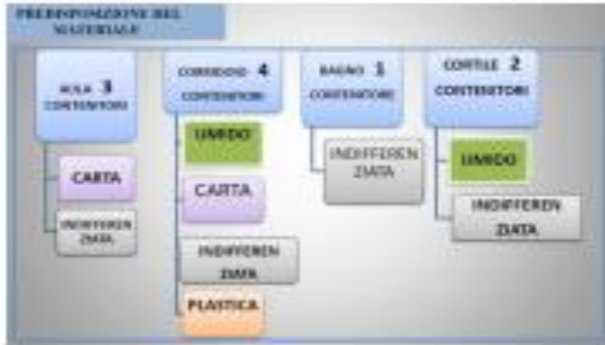 PREDISPOSIZIONE DEL
MATERIALE
AULA 3
CONTENITORI
CARTA
INDIFFEREN
ZIATA
CORRIDOIO 4
CONTENITORI
UMIDO
CARTA
INDIFFEREN
ZIATA
PLASTICA
BAGNO 1
CONTENITORE
INDIFFEREN
ZIATA
CORTILE 2
CONTENITORI
UMIDO
INDIFFEREN
ZIATA